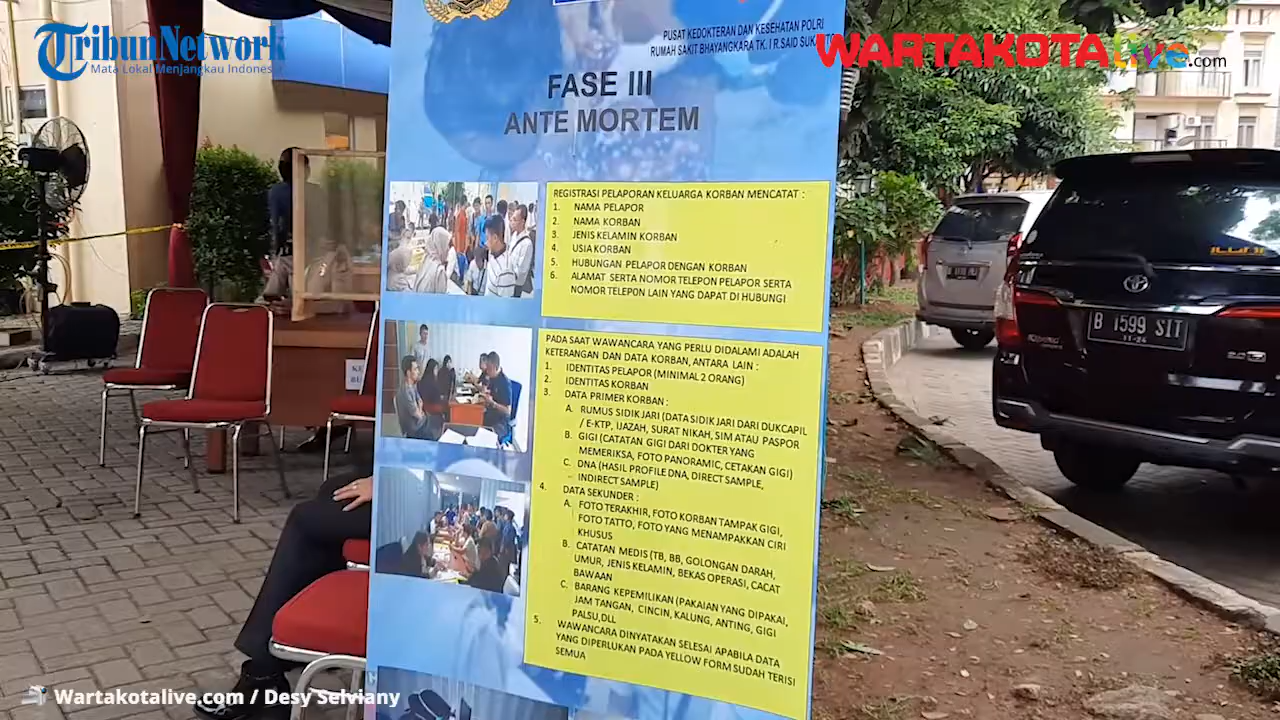 TribunNetwork
Mata Lokal Menjangkau Indonesia
WARTAKOTAlive.com
PUSAT KEDOKTERAN DAN KESEHATAN POLRI
RUMAH SAKIT BHAYANGKARA TK. I R.SAID
FASE III
ANTE MORTEM
REGISTRASI PELAPORAN KELUARGA KORBAN MENCATAT :
1. NAMA PELAPOR
2. NAMA KORBAN
3. JENIS KELAMIN KORBAN
4. USIA KORBAN
5. HUBUNGAN PELAPOR DENGAN KORBAN
6. ALAMAT SERTA NOMOR TELEPON PELAPOR SERTA
NOMOR TELEPON LAIN YANG DAPAT DI HUBUNGI
PADA SAAT WAWANCARA YANG PERLU DIDALAMI ADALAH
KETERANGAN DAN DATA KORBAN, ANTARA LAIN :
1. IDENTITAS PELAPOR (MINIMAL 2 ORANG)
2. IDENTITAS KORBAN
3. DATA PRIMER KORBAN :
A. RUMUS SIDIK JARI (DATA SIDIK JARI DARI DUKCAPIL
/ E-KTP, IJAZAH, SURAT NIKAH, SIM ATAU PASPOR
B. GIGI (CATATAN GIGI DARI DOKTER YANG
MEMERIKSA, FOTO PANORAMIC, CETAKAN GIGI)
C. DNA (HASIL PROFILE DNA, DIRECT SAMPLE,
INDIRECT SAMPLE)
4. DATA SEKUNDER :
A. FOTO TERAKHIR, FOTO KORBAN TAMPAK GIGI,
FOTO TATTO, FOTO YANG MENAMPAKKAN CIRI
KHUSUS
B. CATATAN MEDIS (TB, BB, GOLONGAN DARAH,
UMUR, JENIS KELAMIN, BEKAS OPERASI, CACAT
BAWAAN
C. BARANG KEPEMILIKAN (PAKAIAN YANG DIPAKAI,
JAM TANGAN, CINCIN, KALUNG, ANTING, GIGI
PALSU,DLL
5. WAWANCARA DINYATAKAN SELESAI APABILA DATA
YANG DIPERLUKAN PADA YELLOW FORM SUDAH TERISI
SEMUA
B 1599 SIT
11-24
Wartakotalive.com / Desy Selviany